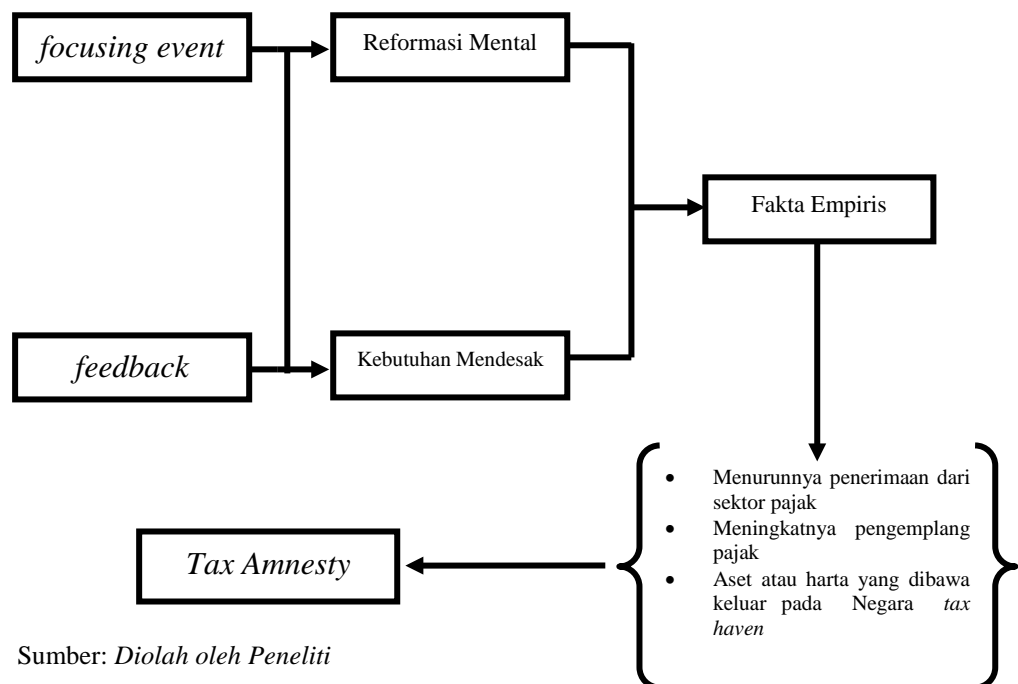 focusing event
Reformasi Mental
Fakta Empiris
feedback
Kebutuhan Mendesak
• Menurunnya penerimaan dari
sektor pajak
• Meningkatnya pengemplang
pajak
• Aset atau harta yang dibawa
keluar pada Negara tax
haven
Tax Amnesty
Sumber: Diolah oleh Peneliti